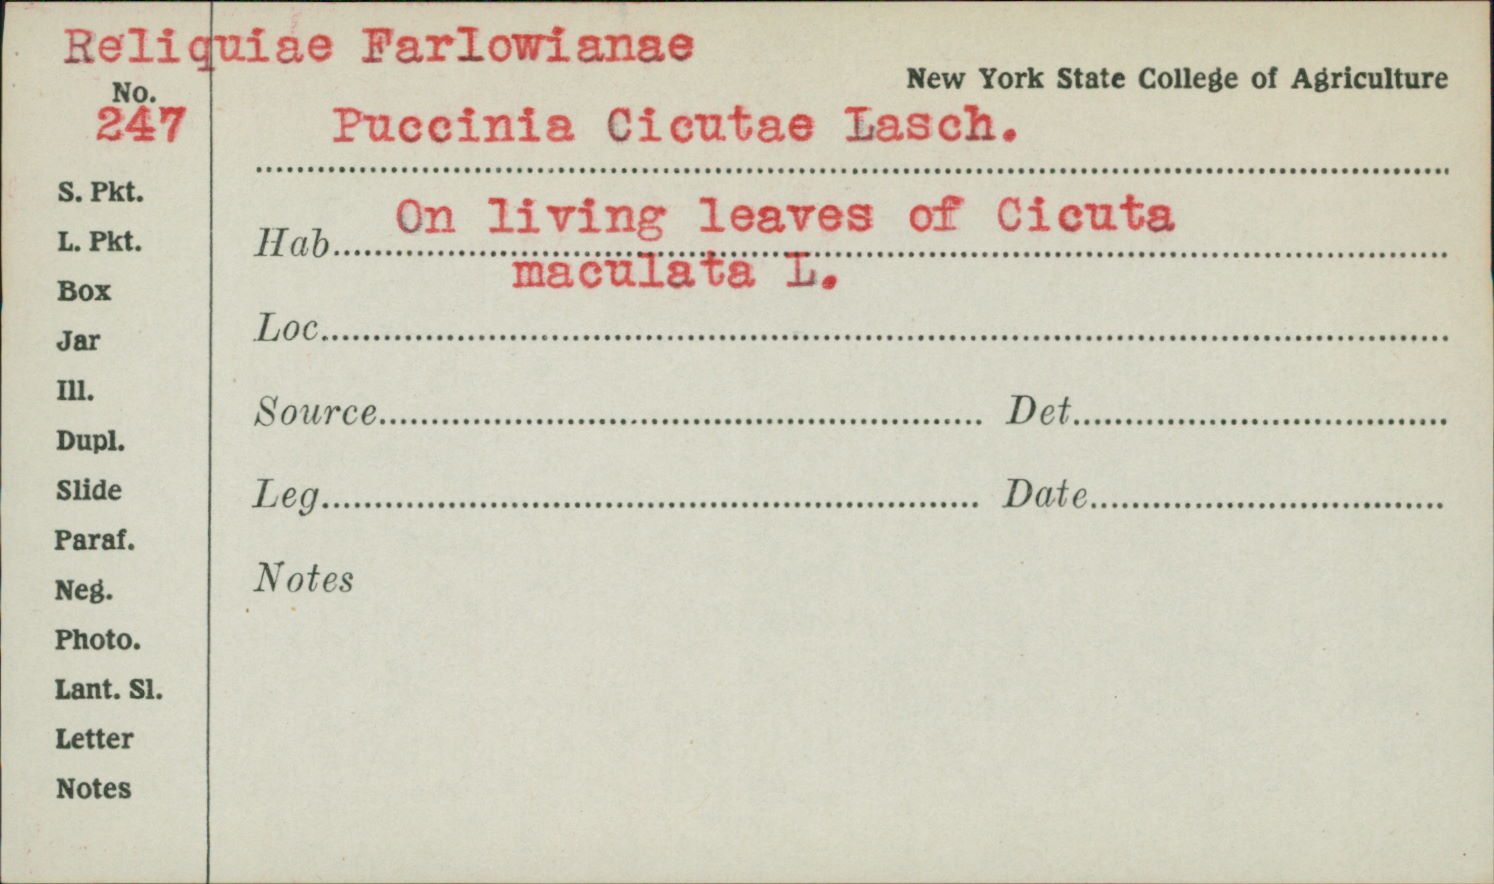 Reliquiae Farlowianae
New York State College of Agriculture
No.
247
Puccinia Cicutae Lasch.
S. Pkt.
L. Pkt.
Box
Jar
Ill.
Dupl.
Slide
Paraf.
Neg.
Photo.
Lant. Sl.
Letter
Notes
Hab. On living leaves of Cicuta
maculata L.
Loc.
Source Det.
Leg. Date
Notes